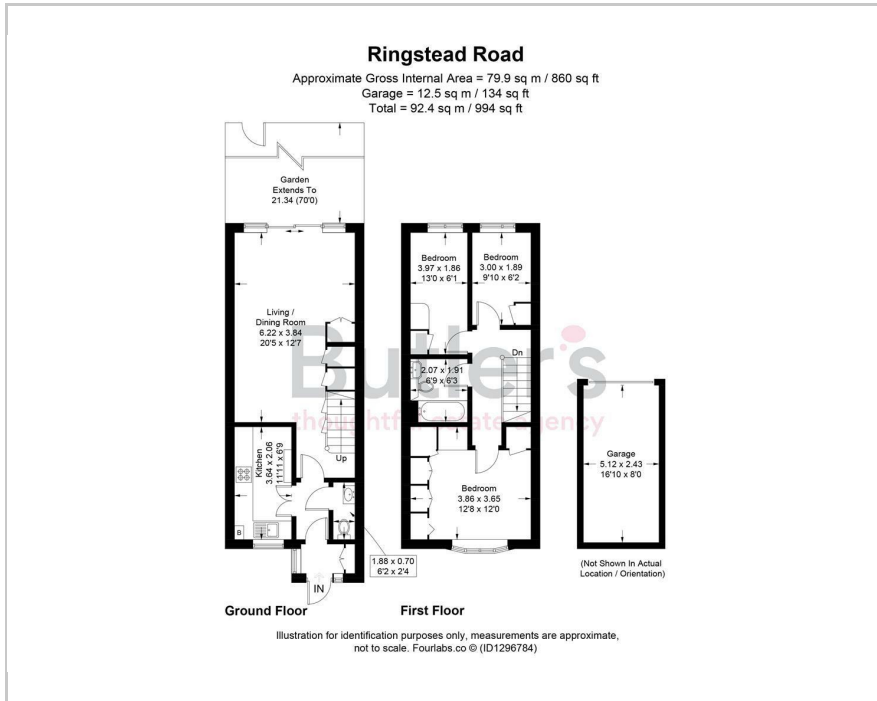 Ringstead Road
Approximate Gross Internal Area = 79.9 sq m / 860 sq ft
Garage = 12.5 sq m / 134 sq ft
Total = 92.4 sq m / 994 sq ft
Garden
Extends To
21.34 (70'0)
Living /
Dining Room
6.22 x 3.84
20'5 x 12'7
Kitchen
3.64 x 2.06
11'11 x 6'9
B
Up
IN
1.88 x 0.70
6'2 x 2'4
Ground Floor
Bedroom
3.97 x 1.86
13'0 x 6'1
Bedroom
3.00 x 1.89
9'10 x 6'2
Dn
2.07 x 1.91
6'9 x 6'3
Bedroom
3.86 x 3.65
12'8 x 12'0
First Floor
Garage
5.12 x 2.43
16'10 x 8'0
(Not Shown In Actual
Location / Orientation)
Butler's
thoughtful estate agency
Illustration for identification purposes only, measurements are approximate,
not to scale. Fourlabs.co © (ID1296784)